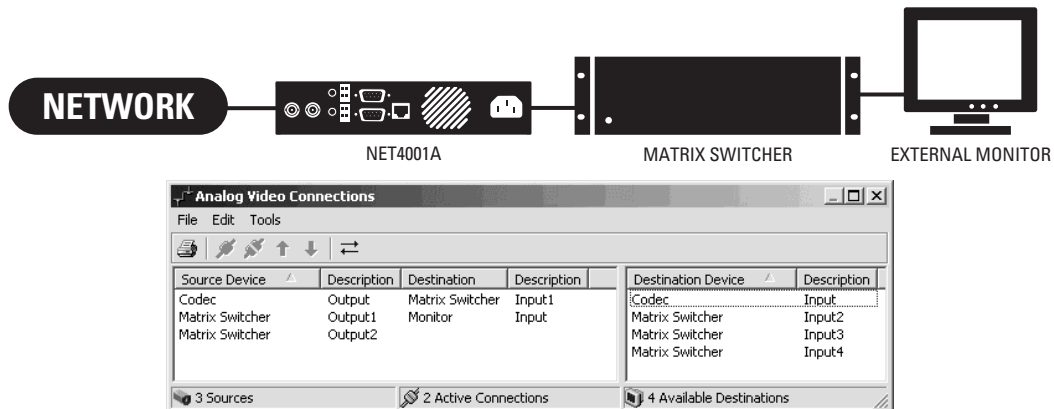 NETWORK
NET4001A
MATRIX SWITCHER
EXTERNAL MONITOR
Analog Video Connections
File Edit Tools
Source Device Description Destination Description Destination Device Description
Codec Output Matrix Switcher Input1 Codec Input
Matrix Switcher Output1 Monitor Input Matrix Switcher Input2
Matrix Switcher Output2 Matrix Switcher Input3
Matrix Switcher Input4
3 Sources 2 Active Connections 4 Available Destinations